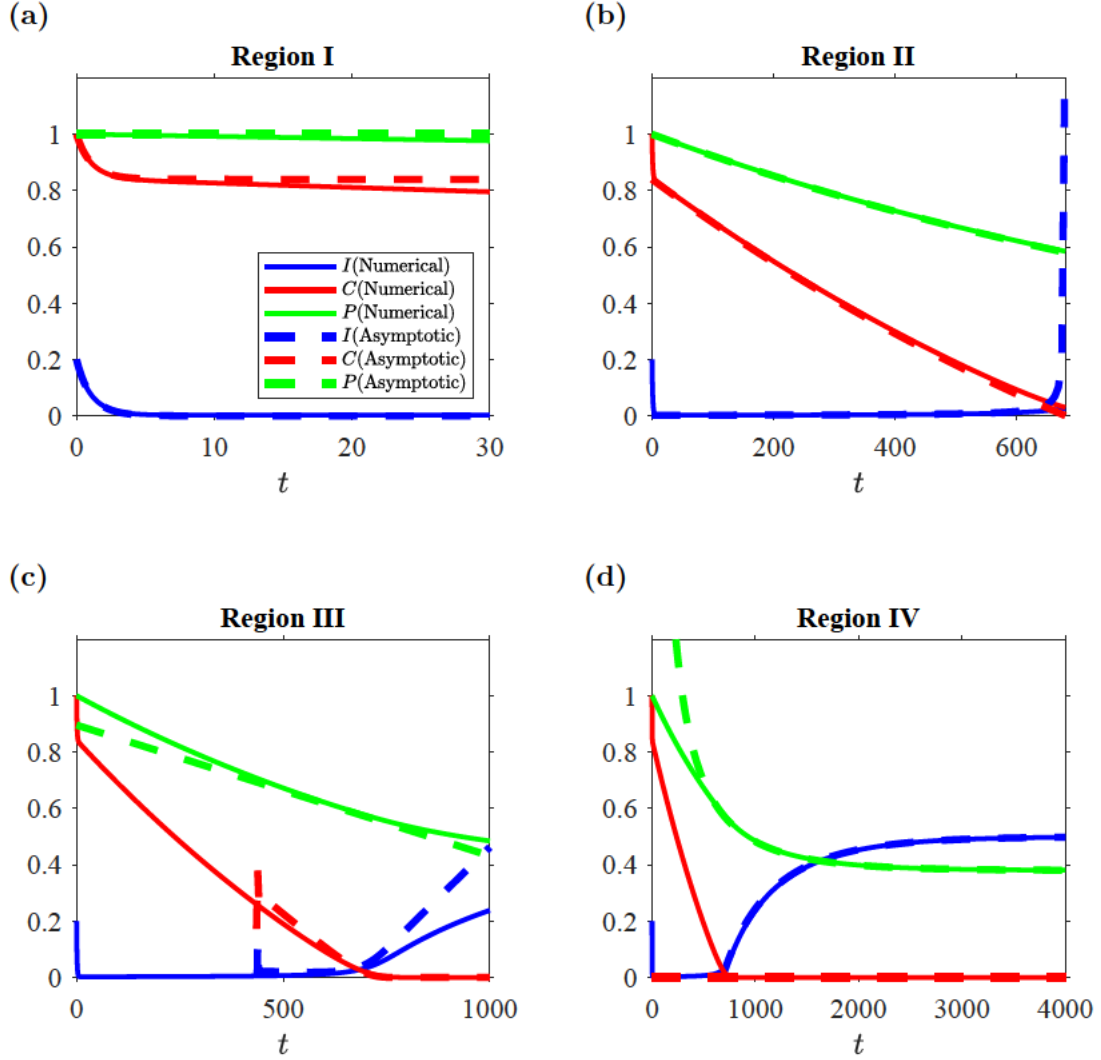 (a)
Region I
1
0.8
0.6
0.4
0.2
0
0 10 20 30
t
I(Numerical)
C(Numerical)
P(Numerical)
I(Asymptotic)
C(Asymptotic)
P(Asymptotic)
(b)
Region II
1
0.8
0.6
0.4
0.2
0
0 200 400 600
t
(c)
Region III
1
0.8
0.6
0.4
0.2
0
0 500 1000
t
(d)
Region IV
1
0.8
0.6
0.4
0.2
0
0 1000 2000 3000 4000
t